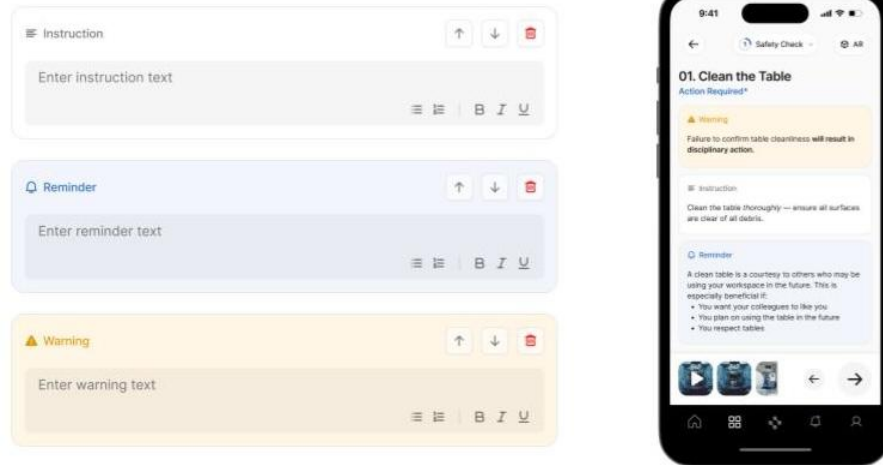 Instruction
Enter instruction text
B I U
Reminder
Enter reminder text
B I U
Warning
Enter warning text
B I U
9:41
Safety Check
AR
01. Clean the Table
Action Required*
Warning
Failure to confirm table cleanliness will result in
disciplinary action.
Instruction
Clean the table thoroughly — ensure all surfaces
are clear of all debris.
Reminder
A clean table is a courtesy to others who may be
using your workspace in the future. This is
especially beneficial if:
• You want your colleagues to like you
• You plan on using the table in the future
• You respect tables